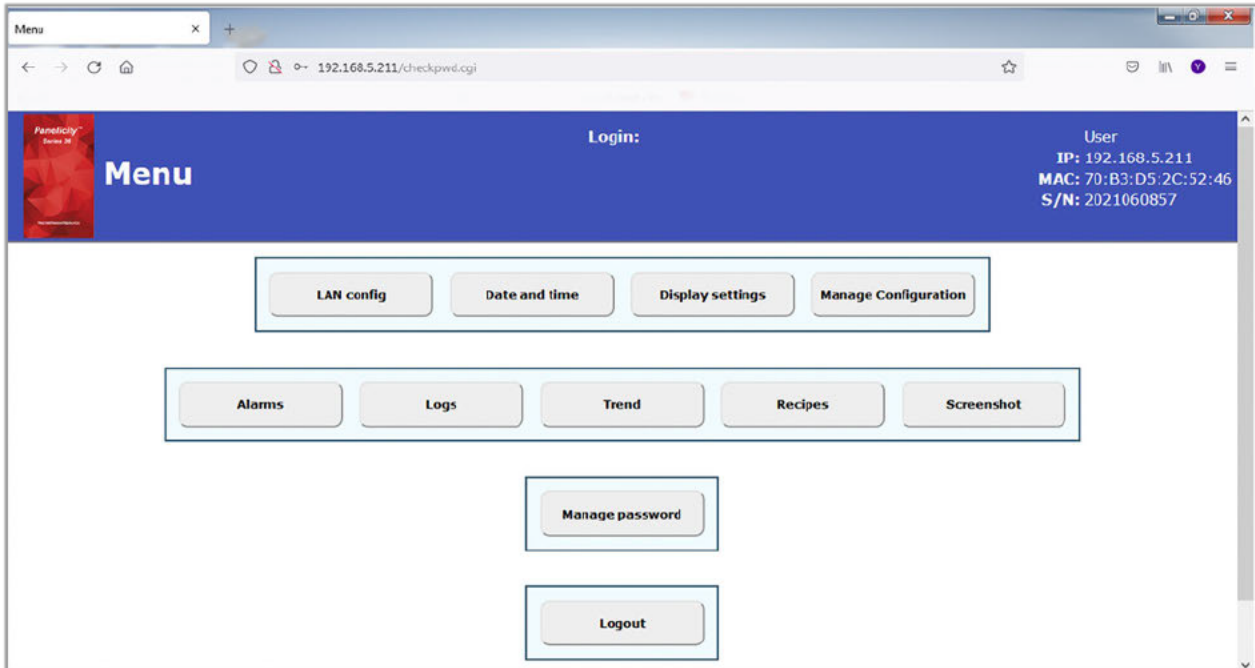 Menu
192.168.5.211/checkpwd.cgi
Y
Panelicity™
Series 36
Menu
Login:
User
IP: 192.168.5.211
MAC: 70:B3:D5:2C:52:46
S/N: 2021060857
LAN config Date and time Display settings Manage Configuration
Alarms Logs Trend Recipes Screenshot
Manage password
Logout